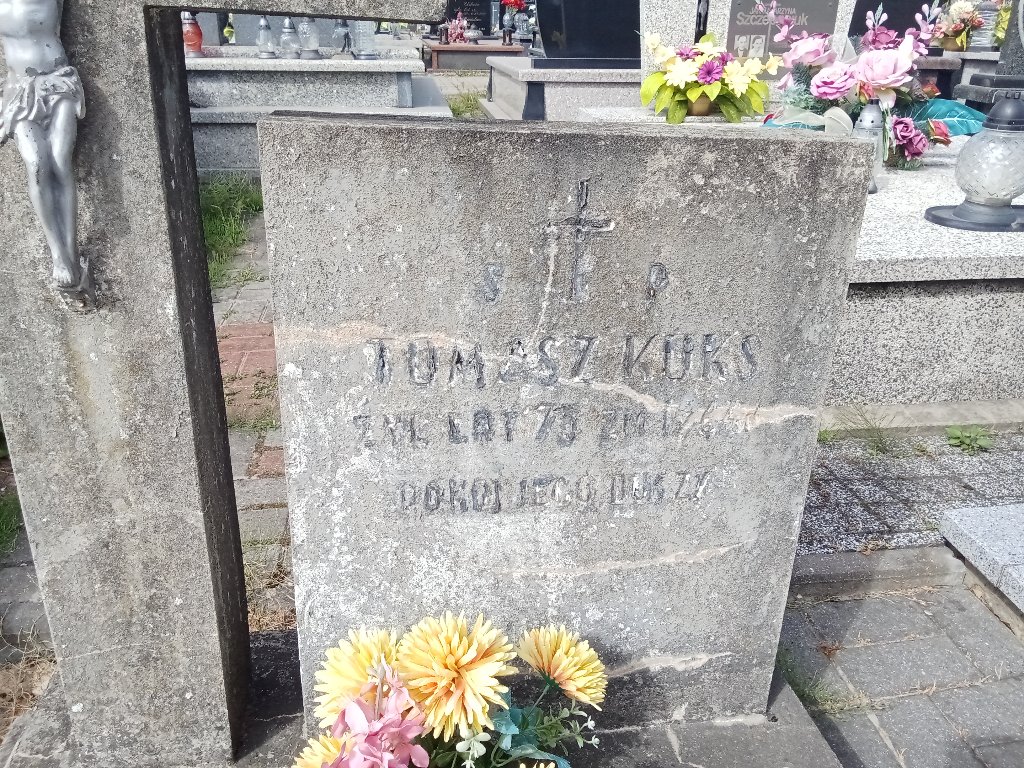 S P
TOMASZ KUKS
ŻYŁ LAT 73 ZM
POKÓJ JEGO DUSZY